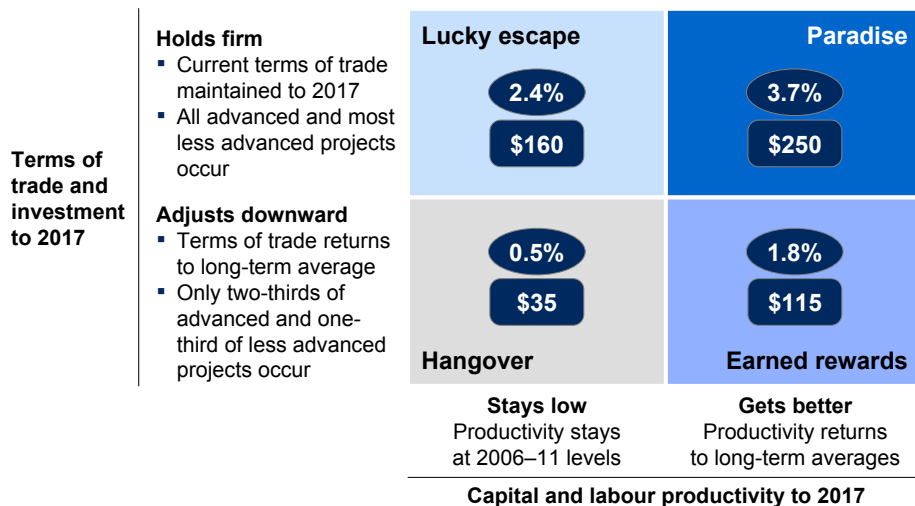 Terms of
trade and
investment
to 2017
Holds firm
▪ Current terms of trade
maintained to 2017
▪ All advanced and most
less advanced projects
occur
Adjusts downward
▪ Terms of trade returns
to long-term average
▪ Only two-thirds of
advanced and one-
third of less advanced
projects occur
Lucky escape
2.4%
$160
Paradise
3.7%
$250
0.5%
$35
Hangover
1.8%
$115
Earned rewards
Stays low
Productivity stays
at 2006–11 levels
Gets better
Productivity returns
to long-term averages
Capital and labour productivity to 2017